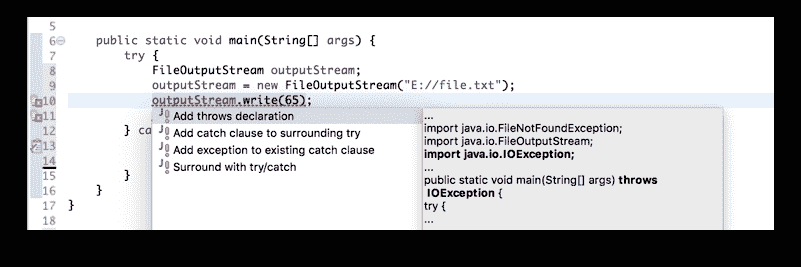 5
6 public static void main(String[] args) {
7 try {
8 FileOutputStream outputStream;
9 outputStream = new FileOutputStream("E://file.txt");
10 outputStream.write(65);
11
12 } ca
13
14
15 }
16 }
17 }
18
Add throws declaration
Add catch clause to surrounding try
Add exception to existing catch clause
Surround with try/catch
...
import java.io.FileNotFoundException;
import java.io.FileOutputStream;
import java.io.IOException;
...
public static void main(String[] args) throws
IOException {
try {
...